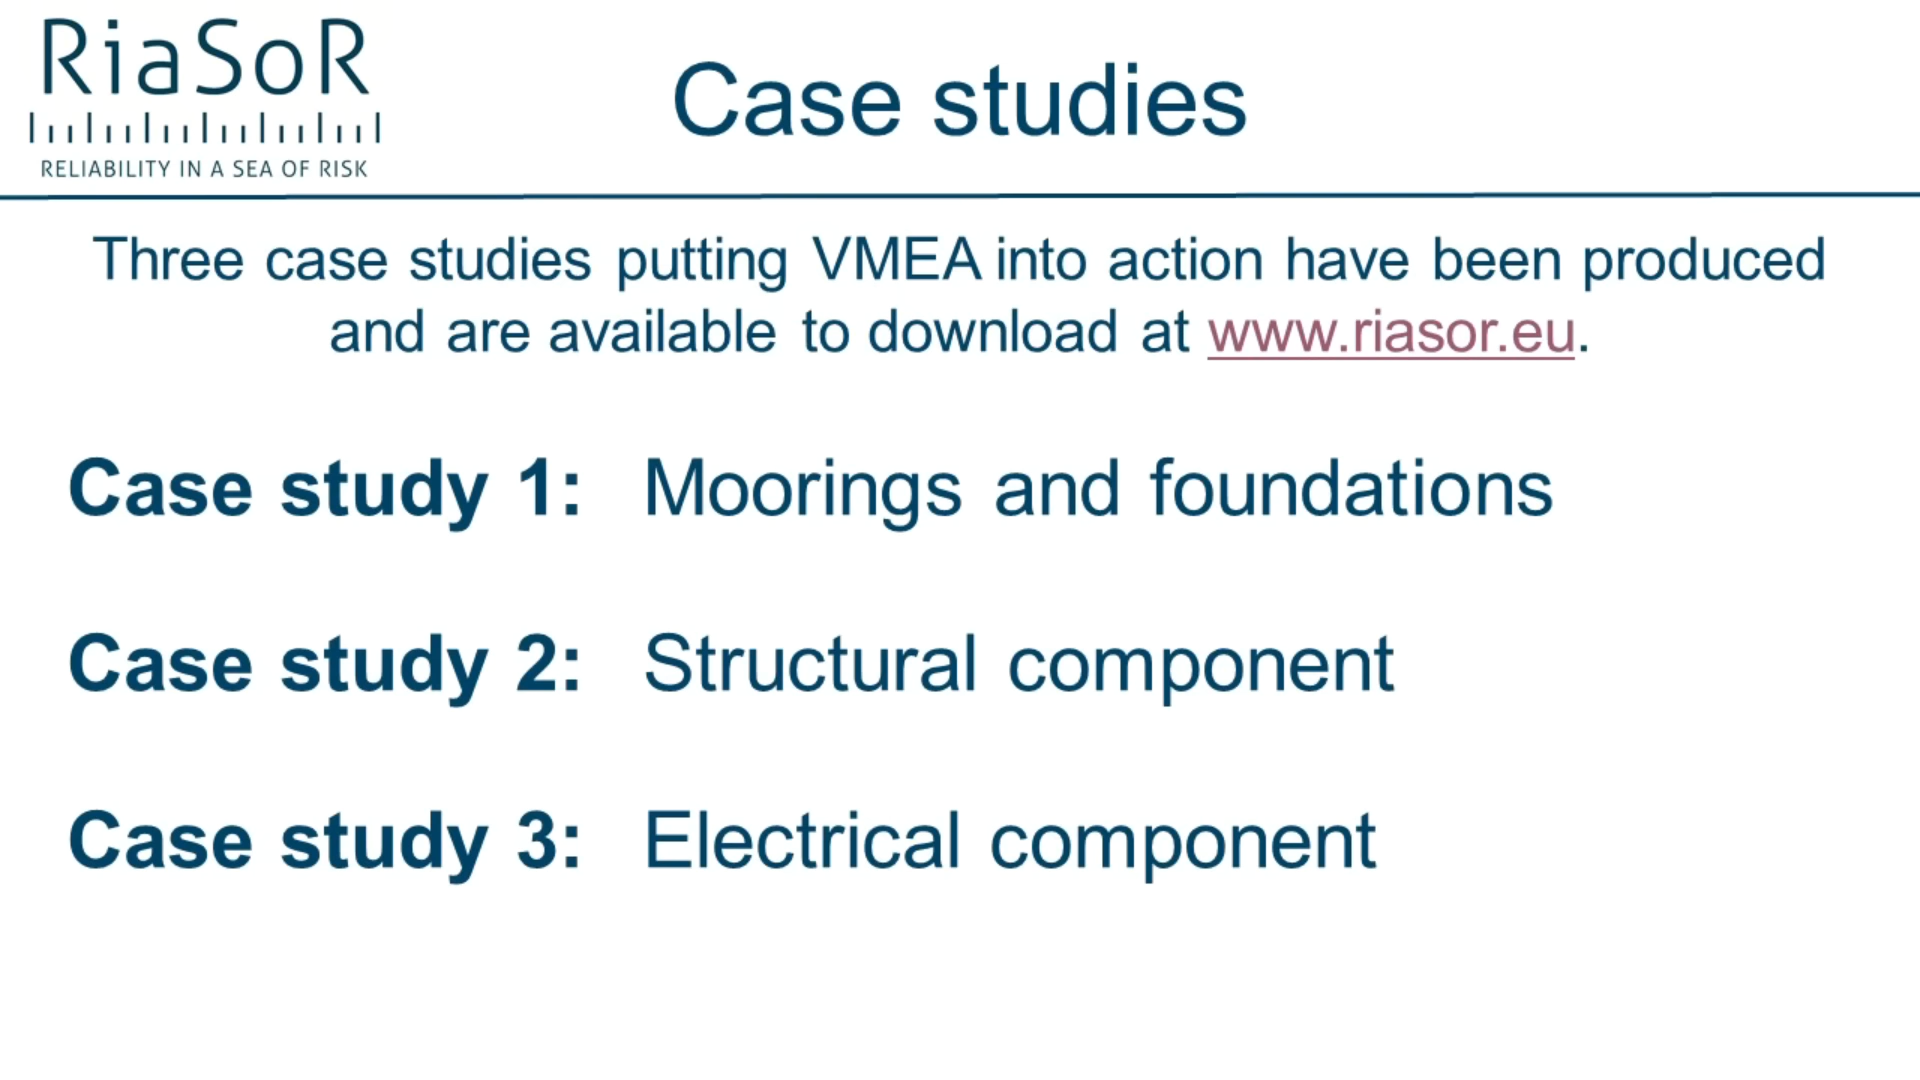 RiaSoR
RELIABILITY IN A SEA OF RISK
Case studies
Three case studies putting VMEA into action have been produced
and are available to download at www.riasor.eu.
Case study 1: Moorings and foundations
Case study 2: Structural component
Case study 3: Electrical component